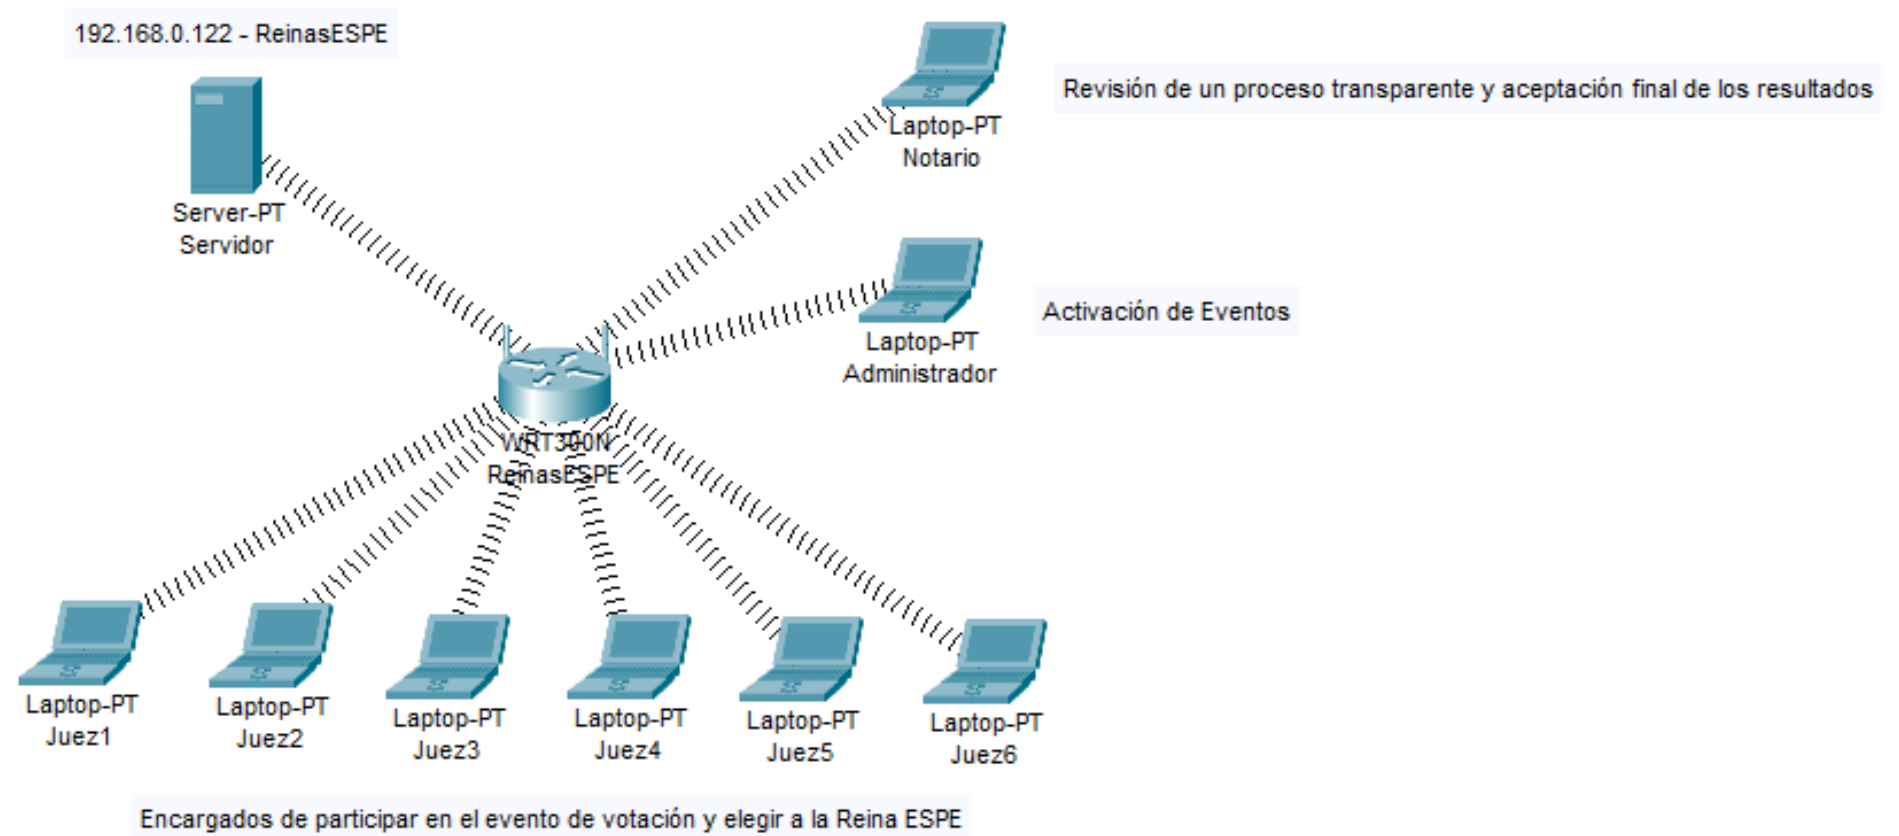 192.168.0.122 - ReinasESPE
Server-PT
Servidor
Laptop-PT
Notario
Revisión de un proceso transparente y aceptación final de los resultados
Laptop-PT
Administrador
Activación de Eventos
WRT300N
ReinasESPE
Laptop-PT
Juez1
Laptop-PT
Juez2
Laptop-PT
Juez3
Laptop-PT
Juez4
Laptop-PT
Juez5
Laptop-PT
Juez6
Encargados de participar en el evento de votación y elegir a la Reina ESPE